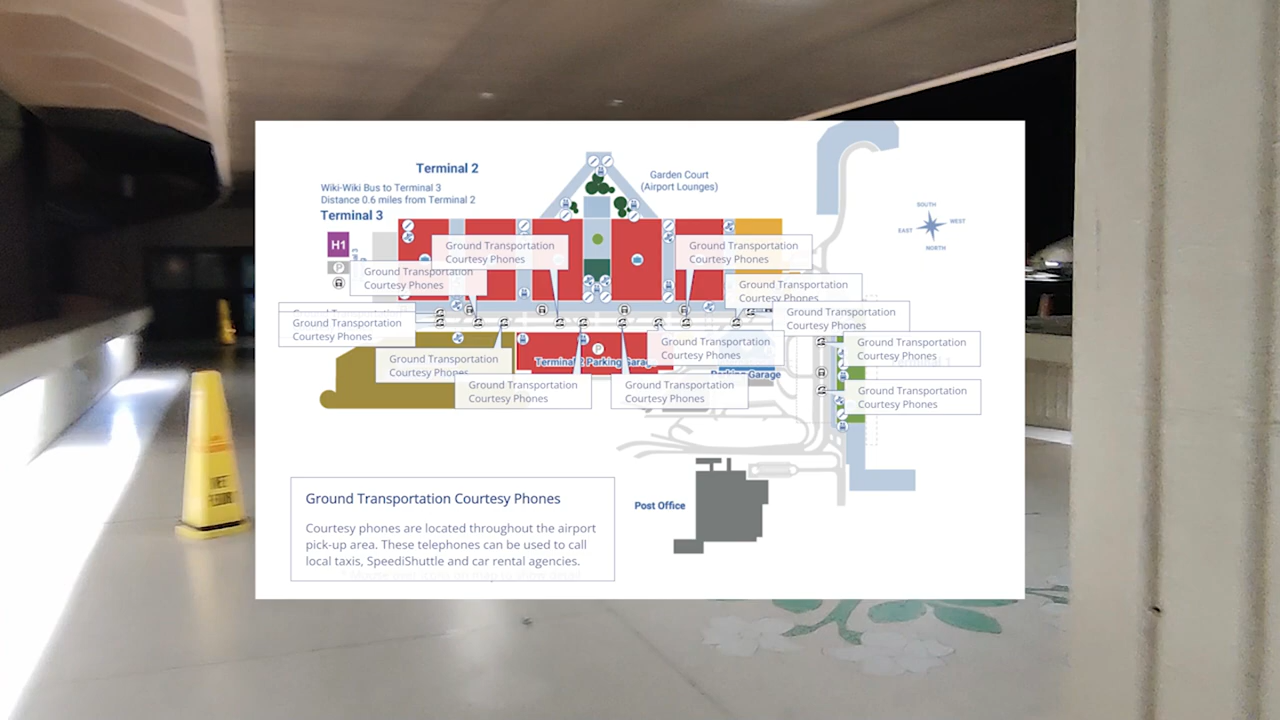 Terminal 2
Wiki-Wiki Bus to Terminal 3
Distance 0.6 miles from Terminal 2
Terminal 3
Garden Court
(Airport Lounges)
SOUTH
WEST
EAST
NORTH
H1
P
Ground Transportation
Courtesy Phones
Ground Transportation
Courtesy Phones
Ground Transportation
Courtesy Phones
Ground Transportation
Courtesy Phones
Ground Transportation
Courtesy Phones
Ground Transportation
Courtesy Phones
Ground Transportation
Courtesy Phones
Ground Transportation
Courtesy Phones
Ground Transportation
Courtesy Phones
P
Terminal 2 Parking Garage
Parking Garage
Ground Transportation
Courtesy Phones
Ground Transportation
Courtesy Phones
Ground Transportation
Courtesy Phones
Post Office
Ground Transportation Courtesy Phones
Courtesy phones are located throughout the airport
pick-up area. These telephones can be used to call
local taxis, SpeediShuttle and car rental agencies.
WET